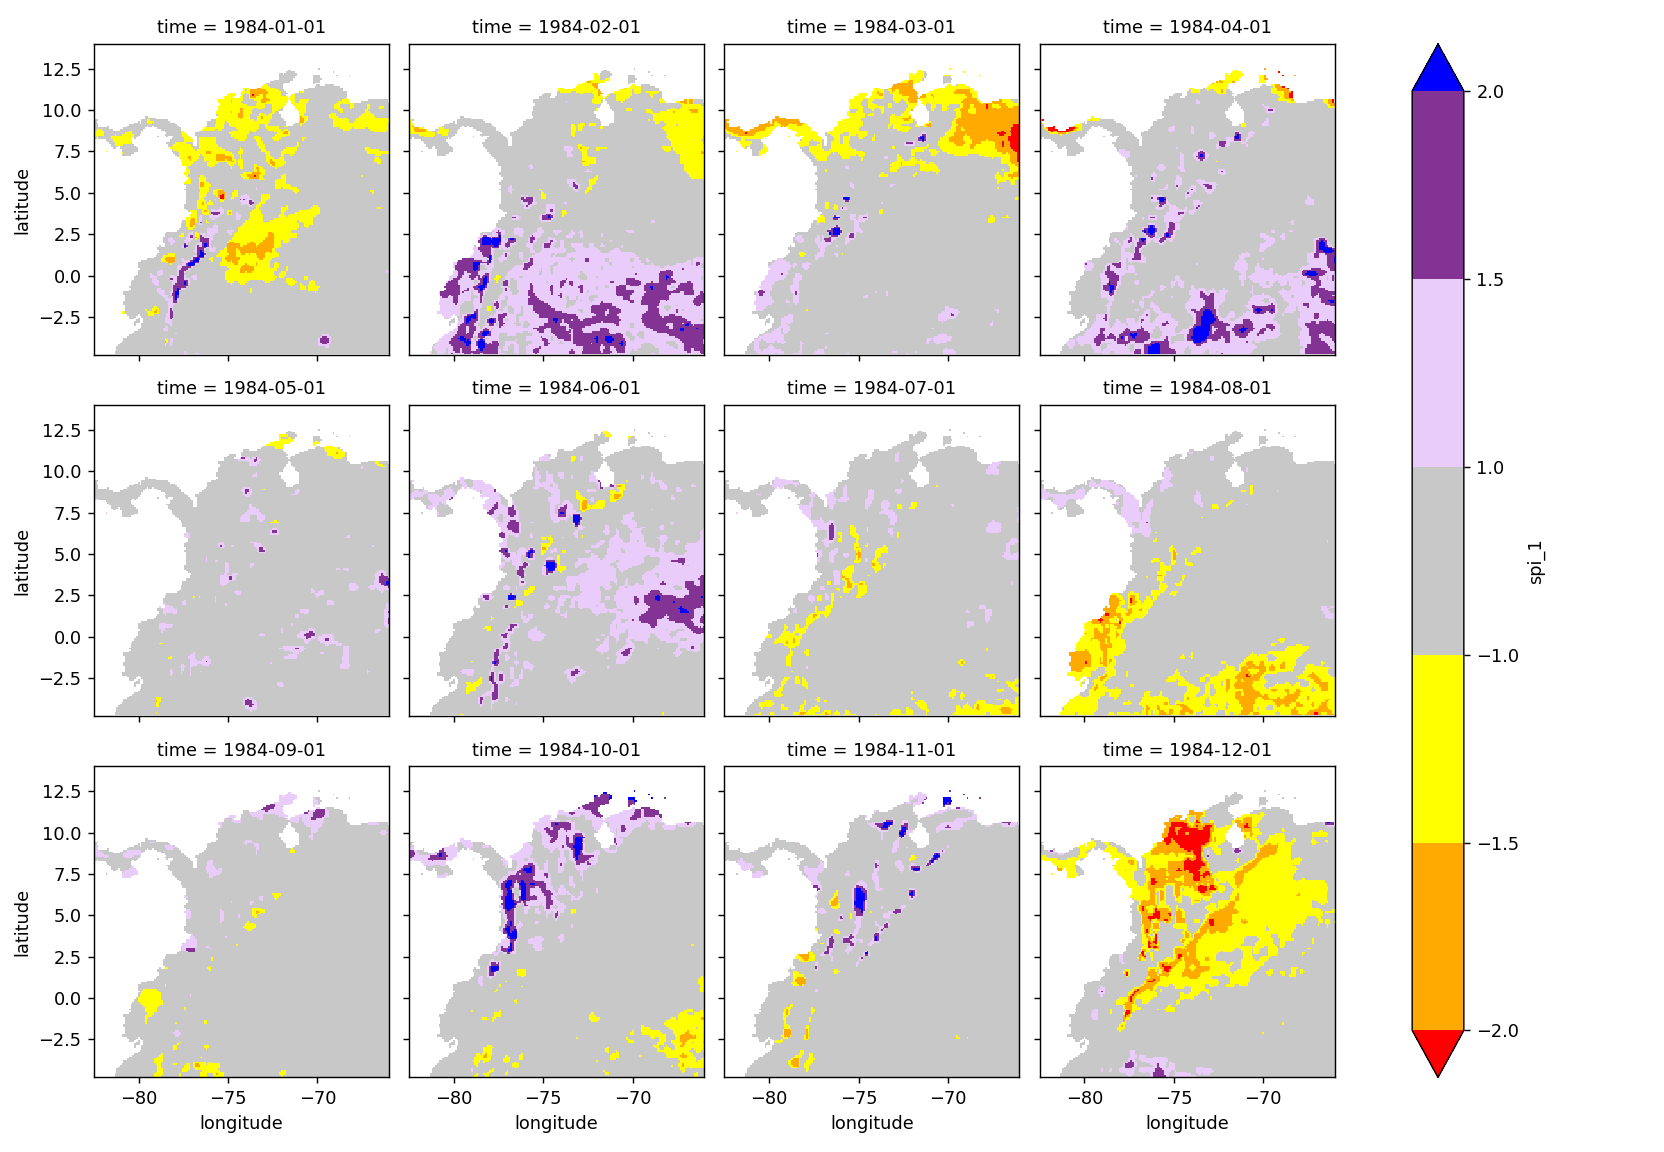 time = 1984-01-01
time = 1984-02-01
time = 1984-03-01
time = 1984-04-01
12.5
10.0
7.5
5.0
2.5
0.0
−2.5
latitude
time = 1984-05-01
time = 1984-06-01
time = 1984-07-01
time = 1984-08-01
12.5
10.0
7.5
5.0
2.5
0.0
−2.5
latitude
time = 1984-09-01
time = 1984-10-01
time = 1984-11-01
time = 1984-12-01
12.5
10.0
7.5
5.0
2.5
0.0
−2.5
latitude
−80 −75 −70
longitude
−80 −75 −70
longitude
−80 −75 −70
longitude
−80 −75 −70
longitude
2.0
1.5
1.0
−1.0
−1.5
−2.0
spi_1